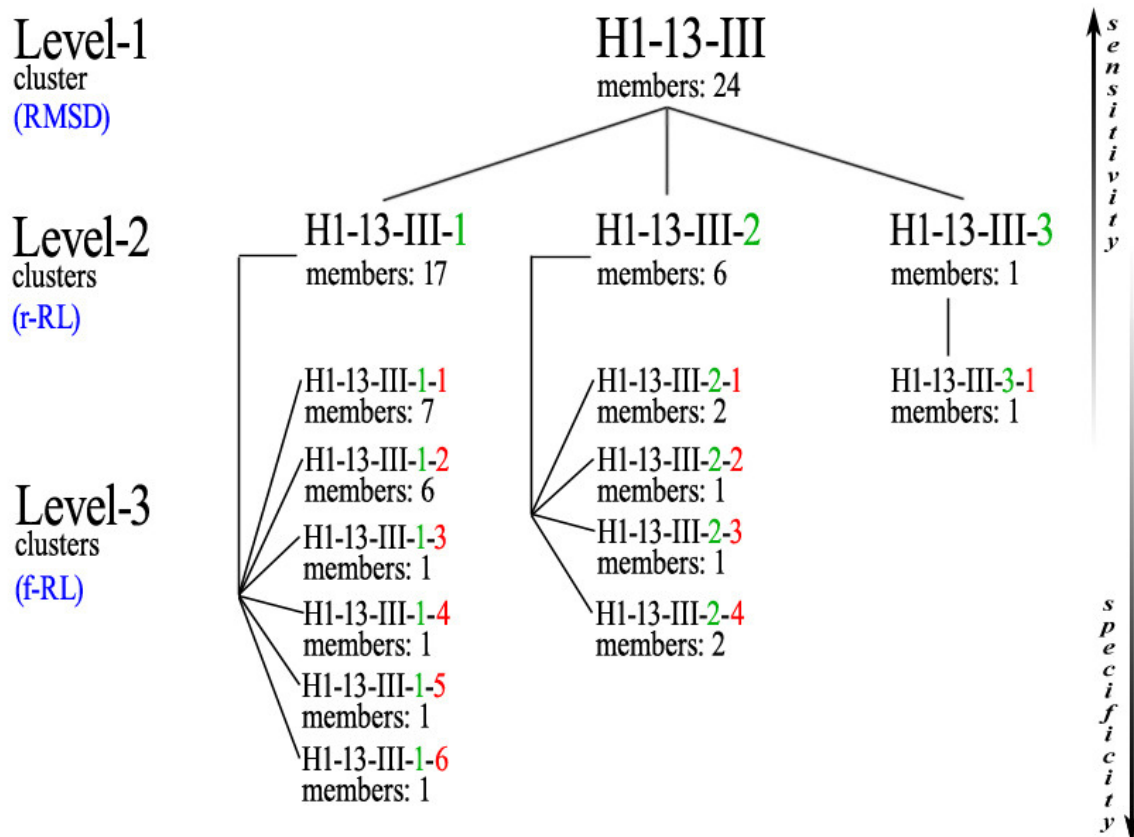 Level-1
cluster
(RMSD)
H1-13-III
members: 24
Level-2
clusters
(r-RL)
H1-13-III-1
members: 17
H1-13-III-2
members: 6
H1-13-III-3
members: 1
Level-3
clusters
(f-RL)
H1-13-III-1-1
members: 7
H1-13-III-1-2
members: 6
H1-13-III-1-3
members: 1
H1-13-III-1-4
members: 1
H1-13-III-1-5
members: 1
H1-13-III-1-6
members: 1
H1-13-III-2-1
members: 2
H1-13-III-2-2
members: 1
H1-13-III-2-3
members: 1
H1-13-III-2-4
members: 2
H1-13-III-3-1
members: 1
sensitivity
specificity